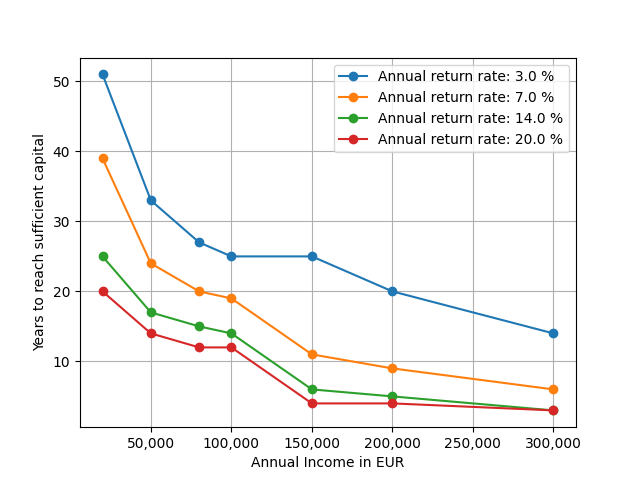 Annual return rate: 3.0 %
Annual return rate: 7.0 %
Annual return rate: 14.0 %
Annual return rate: 20.0 %
Years to reach sufficient capital
50
40
30
20
10
50,000 100,000 150,000 200,000 250,000 300,000
Annual Income in EUR